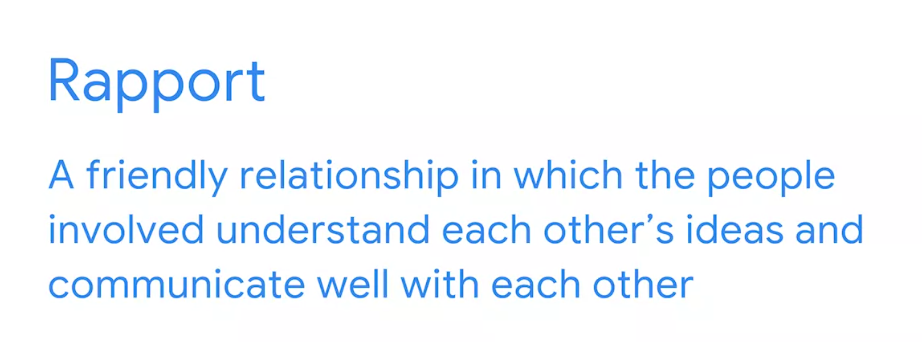 Rapport
A friendly relationship in which the people
involved understand each other’s ideas and
communicate well with each other